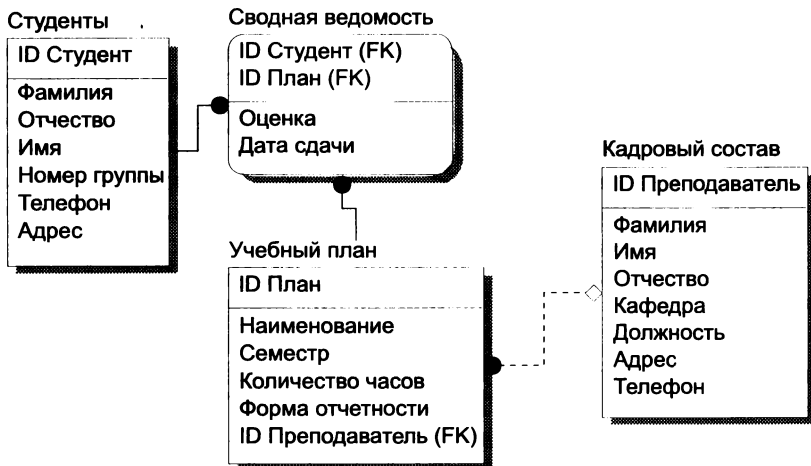 Студенты
ID Студент
Фамилия
Отчество
Имя
Номер группы
Телефон
Адрес
Сводная ведомость
ID Студент (FK)
ID План (FK)
Оценка
Дата сдачи
Учебный план
ID План
Наименование
Семестр
Количество часов
Форма отчетности
ID Преподаватель (FK)
Кадровый состав
ID Преподаватель
Фамилия
Имя
Отчество
Кафедра
Должность
Адрес
Телефон